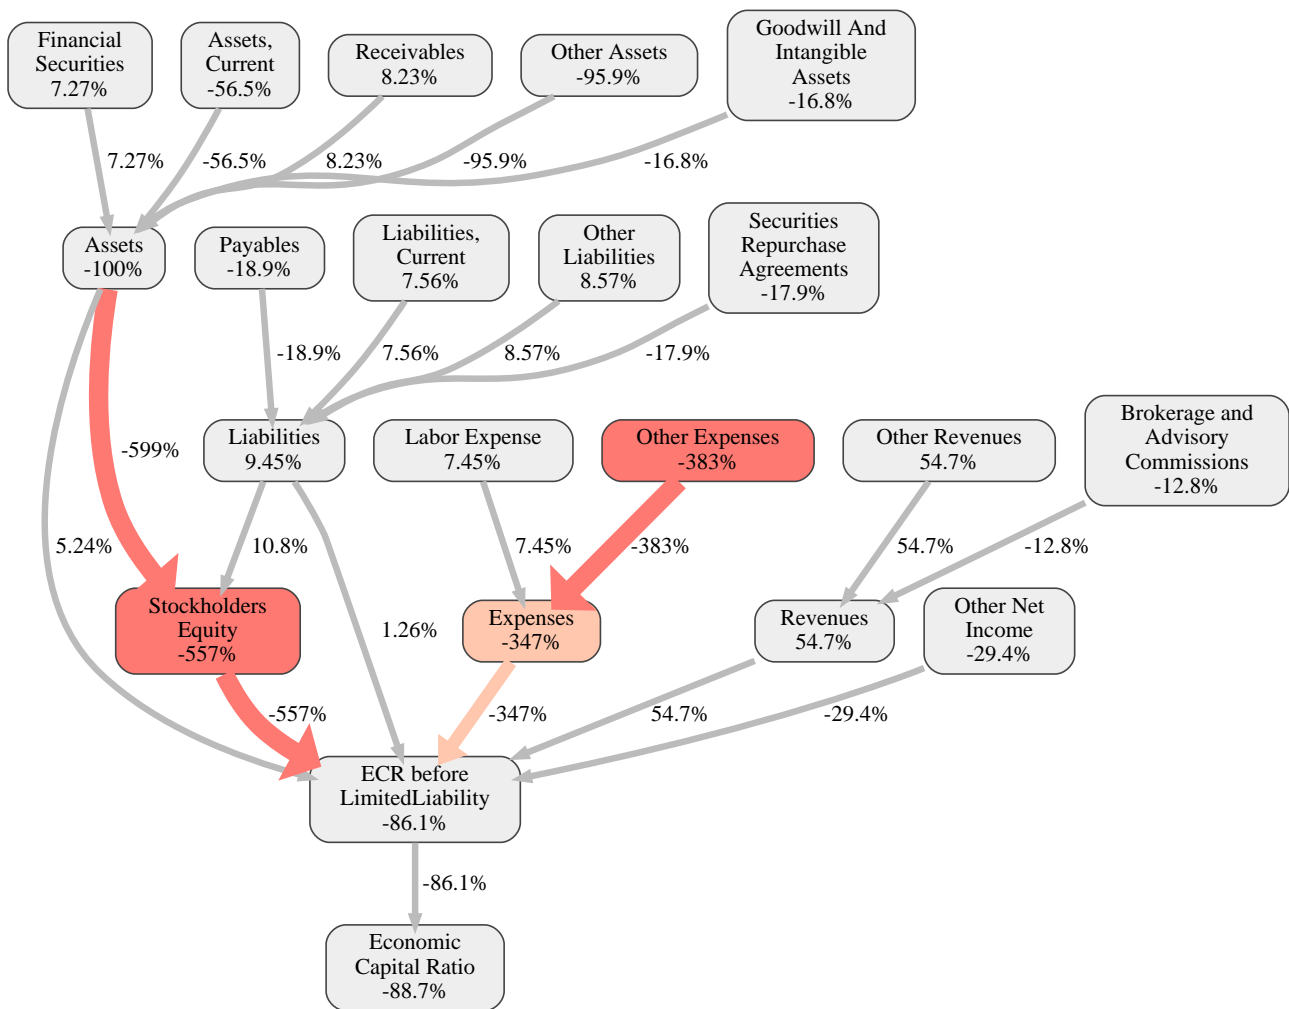 Financial
Securities
7.27%
Assets,
Current
-56.5%
Receivables
8.23%
Other Assets
-95.9%
Goodwill And
Intangible
Assets
-16.8%
7.27%
-56.5%
8.23%
-95.9%
-16.8%
Assets
-100%
Payables
-18.9%
Liabilities,
Current
7.56%
Other
Liabilities
8.57%
Securities
Repurchase
Agreements
-17.9%
-18.9%
7.56%
8.57%
-17.9%
-599%
Liabilities
9.45%
Labor Expense
7.45%
Other Expenses
-383%
Other Revenues
54.7%
Brokerage and
Advisory
Commissions
-12.8%
5.24%
10.8%
7.45%
-383%
54.7%
-12.8%
Stockholders
Equity
-557%
1.26%
Expenses
-347%
Revenues
54.7%
Other Net
Income
-29.4%
-557%
-347%
54.7%
-29.4%
ECR before
LimitedLiability
-86.1%
-86.1%
Economic
Capital Ratio
-88.7%